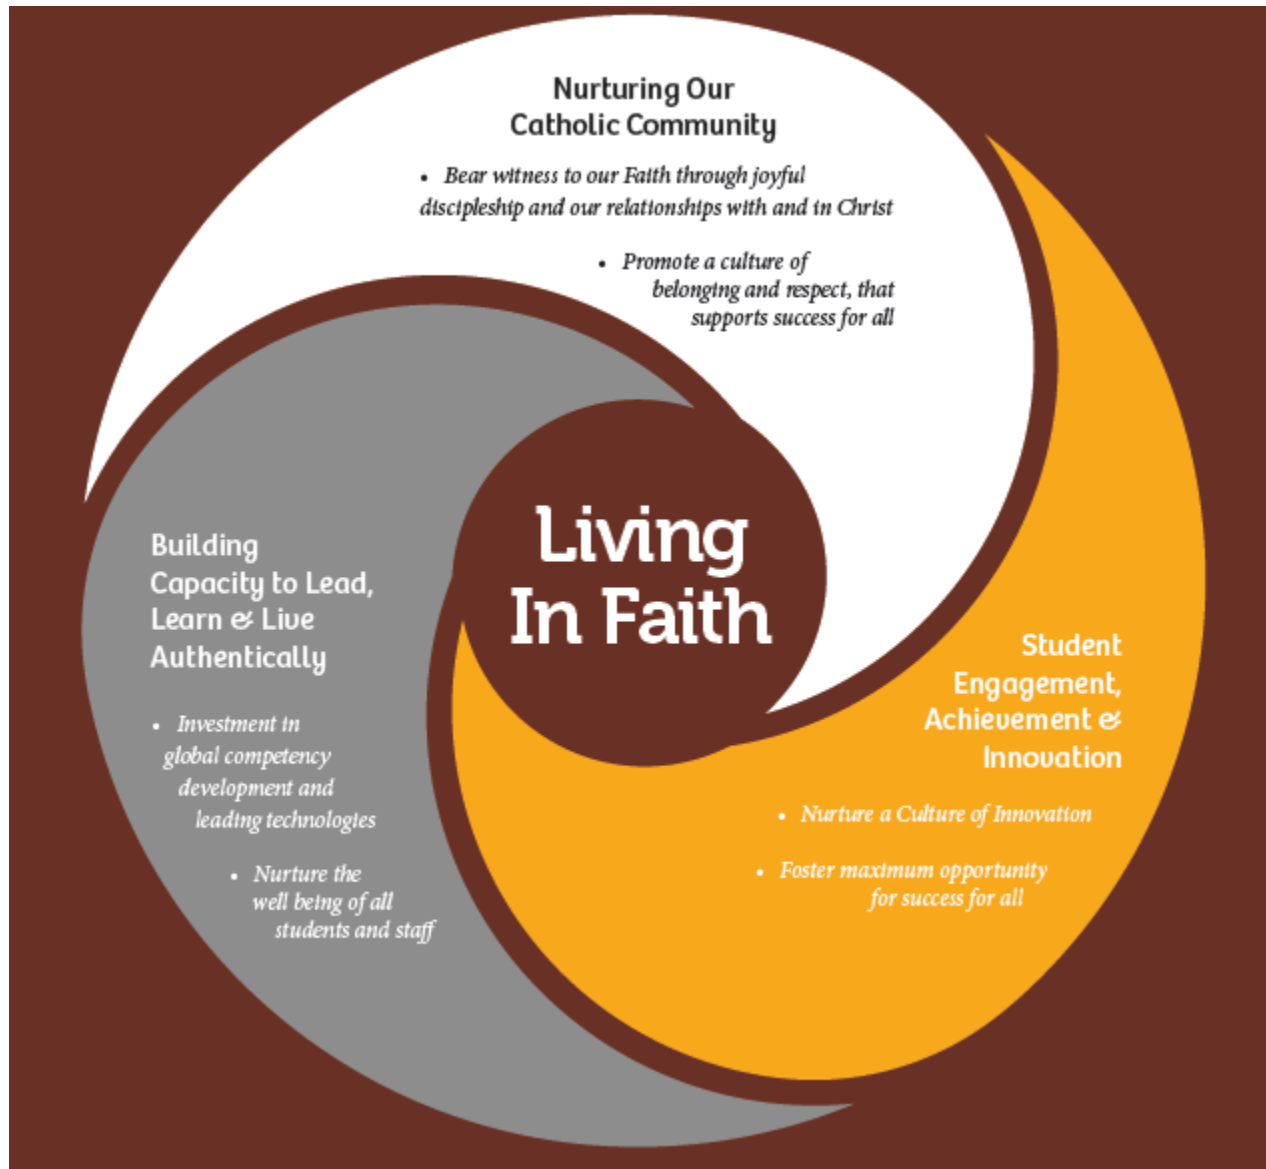 Nurturing Our
Catholic Community
• Bear witness to our Faith through joyful
discipleship and our relationships with and in Christ
• Promote a culture of
belonging and respect, that
supports success for all
Living
In Faith
Building
Capacity to Lead,
Learn & Live
Authentically
• Investment in
global competency
development and
leading technologies
• Nurture the
well being of all
students and staff
Student
Engagement,
Achievement &
Innovation
• Nurture a Culture of Innovation
• Foster maximum opportunity
for success for all